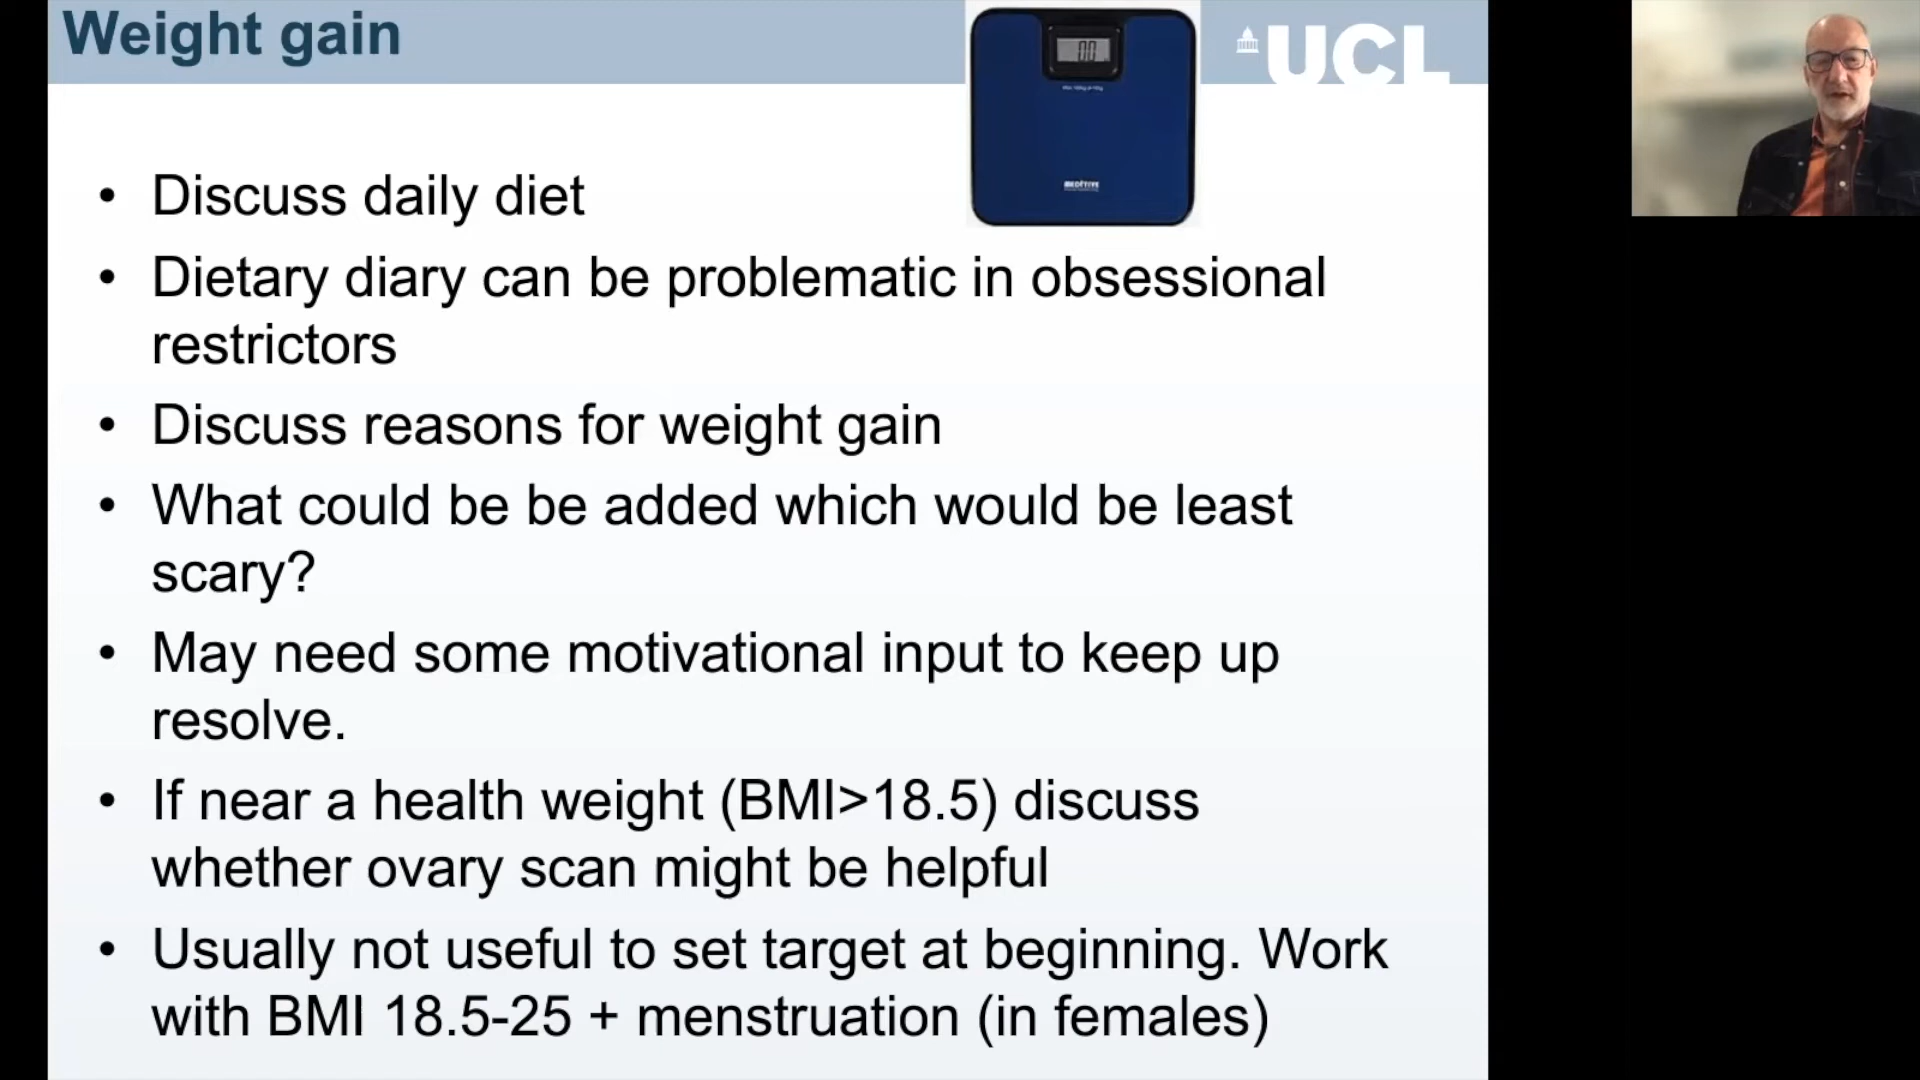 Weight gain
UCL
00
MEDITIVE
• Discuss daily diet
• Dietary diary can be problematic in obsessional
restrictors
• Discuss reasons for weight gain
• What could be be added which would be least
scary?
• May need some motivational input to keep up
resolve.
• If near a health weight (BMI>18.5) discuss
whether ovary scan might be helpful
• Usually not useful to set target at beginning. Work
with BMI 18.5-25 + menstruation (in females)